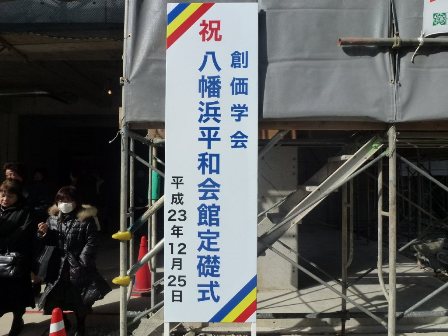 祝
創価学会
八幡浜平和会館定礎式
平成23年12月25日